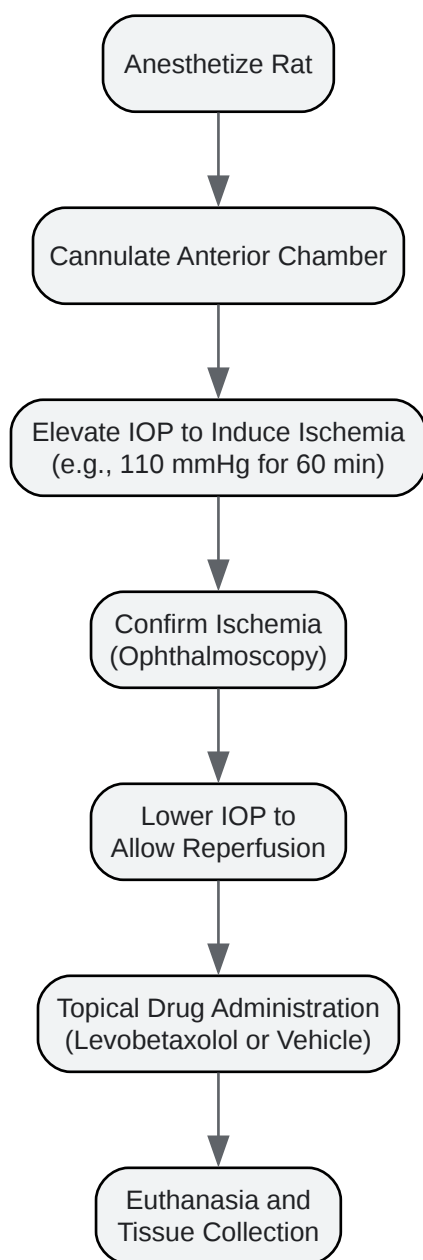 Anesthetize Rat
Cannulate Anterior Chamber
Elevate IOP to Induce Ischemia
(e.g., 110 mmHg for 60 min)
Confirm Ischemia
(Ophthalmoscopy)
Lower IOP to
Allow Reperfusion
Topical Drug Administration
(Levobetaxolol or Vehicle)
Euthanasia and
Tissue Collection